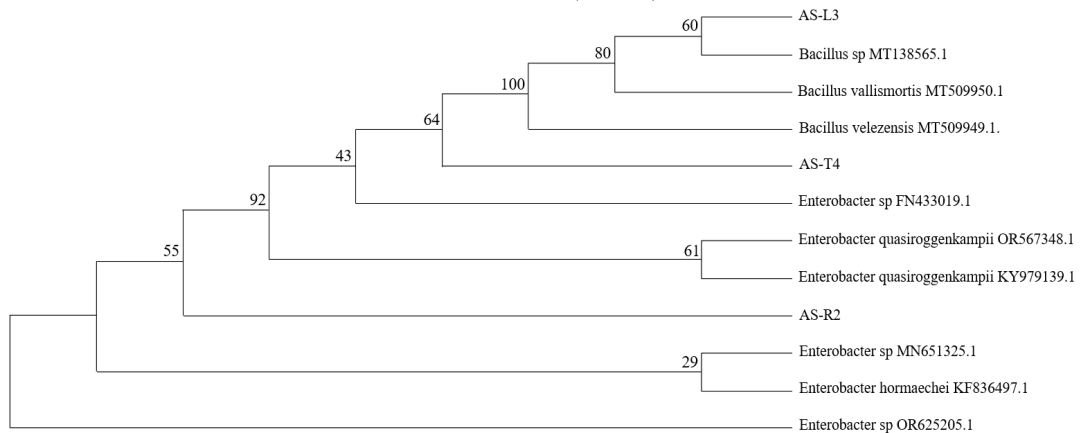 AS-L3
60
Bacillus sp MT138565.1
80
Bacillus vallismortis MT509950.1
100
Bacillus velezensis MT509949.1.
64
AS-T4
43
Enterobacter sp FN433019.1
92
Enterobacter quasiroggenkampii OR567348.1
55
61
Enterobacter quasiroggenkampii KY979139.1
AS-R2
Enterobacter sp MN651325.1
29
Enterobacter hormaechei KF836497.1
Enterobacter sp OR625205.1